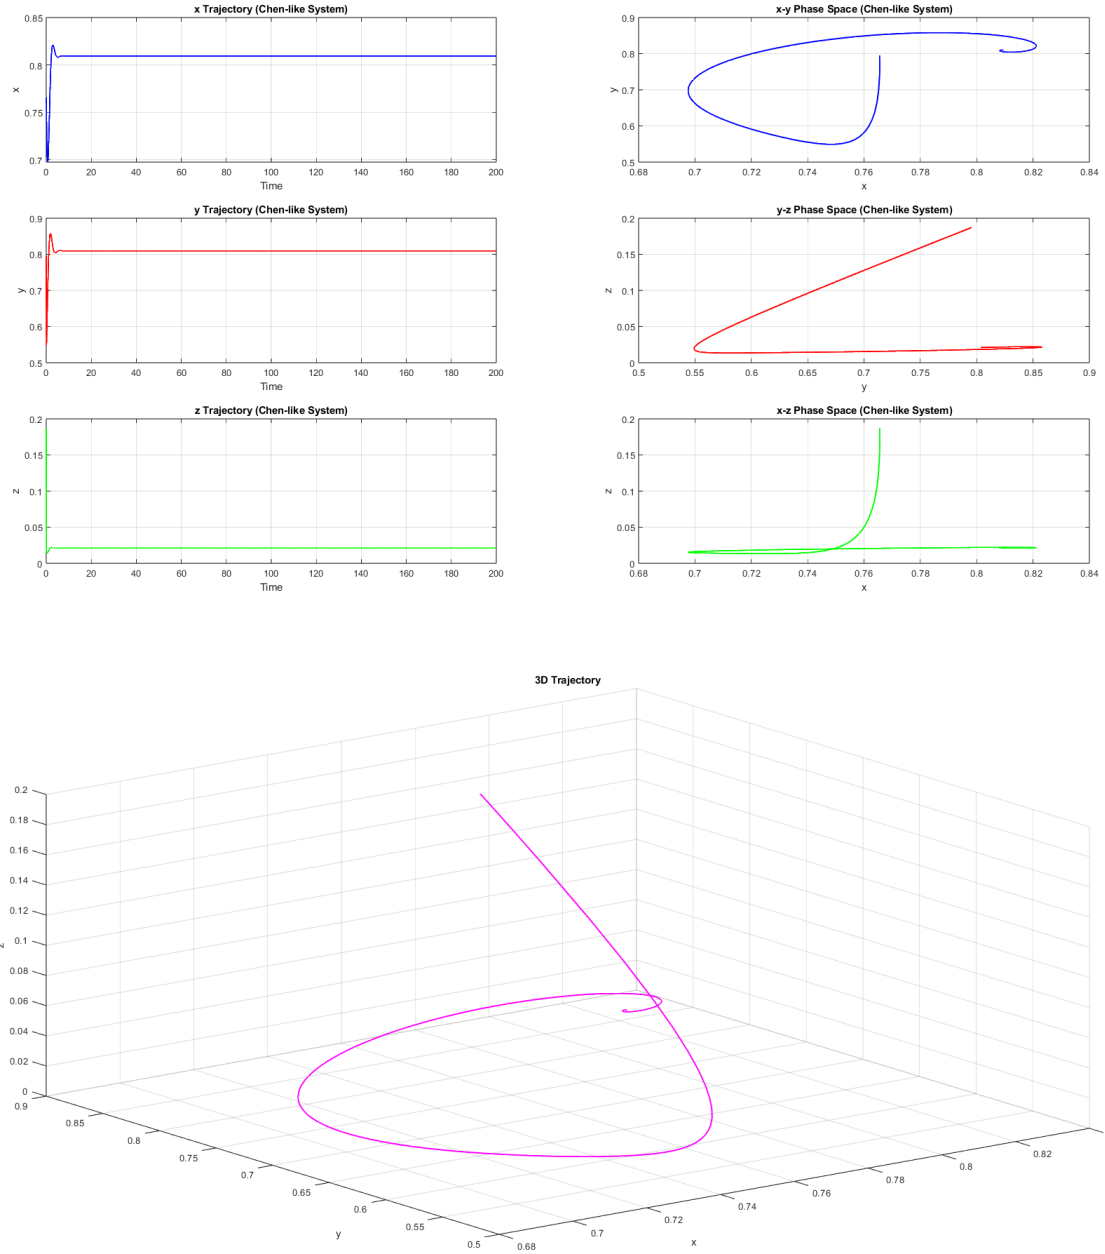 x Trajectory (Chen-like System)
0.85
0.8
0.75
0.7
x
0 20 40 60 80 100 120 140 160 180 200
Time
x-y Phase Space (Chen-like System)
0.9
0.8
0.7
0.6
0.5
y
0.68 0.7 0.72 0.74 0.76 0.78 0.8 0.82 0.84
x
y Trajectory (Chen-like System)
0.9
0.8
0.7
0.6
0.5
y
0 20 40 60 80 100 120 140 160 180 200
Time
y-z Phase Space (Chen-like System)
0.2
0.15
0.1
0.05
0
z
0.5 0.55 0.6 0.65 0.7 0.75 0.8 0.85 0.9
y
z Trajectory (Chen-like System)
0.2
0.15
0.1
0.05
0
z
0 20 40 60 80 100 120 140 160 180 200
Time
x-z Phase Space (Chen-like System)
0.2
0.15
0.1
0.05
0
z
0.68 0.7 0.72 0.74 0.76 0.78 0.8 0.82 0.84
x
3D Trajectory
0.2
0.18
0.16
0.14
0.12
0.1
0.08
0.06
0.04
0.02
0
z
0.9
0.85
0.8
0.75
0.7
0.65
0.6
0.55
0.5
y
0.68
0.7
0.72
0.74
0.76
0.78
0.8
0.82
x